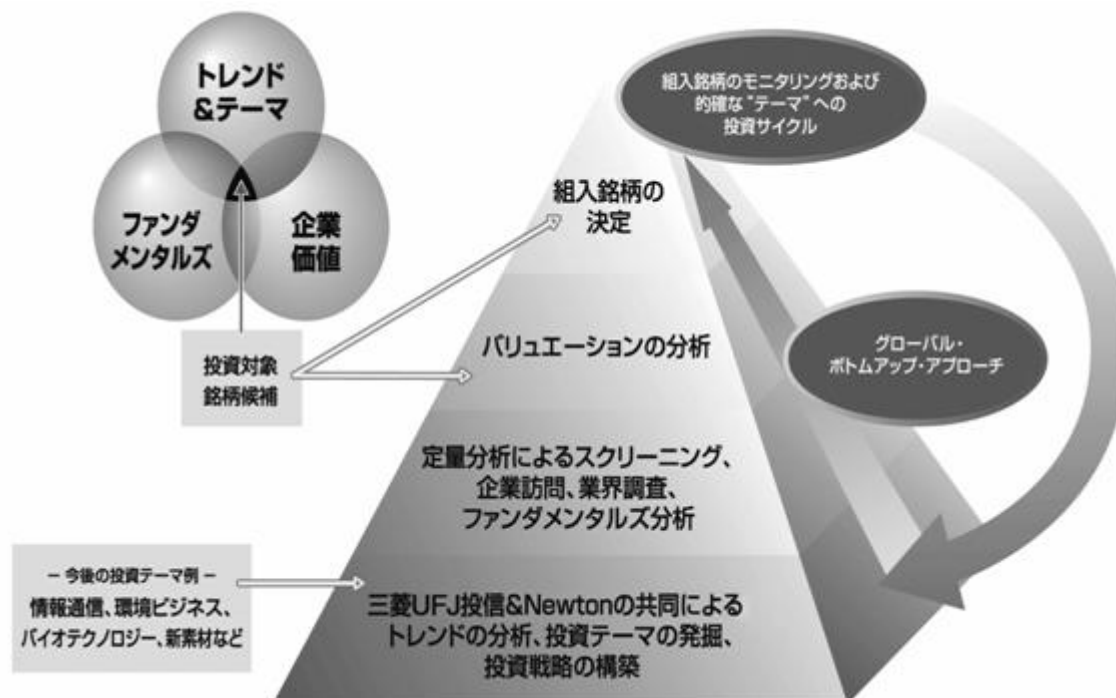 トレンド
&テーマ
ファンダ
メンタルズ
企業
価値
投資対象
銘柄候補
組入銘柄のモニタリングおよび
的確な“テーマ”への
投資サイクル
組入銘柄の
決定
バリュエーションの分析
グローバル・
ボトムアップ・アプローチ
定量分析によるスクリーニング、
企業訪問、業界調査、
ファンダメンタルズ分析
− 今後の投資テーマ例 −
情報通信、環境ビジネス、
バイオテクノロジー、新素材など
三菱UFJ投信&Newtonの共同による
トレンドの分析、投資テーマの発掘、
投資戦略の構築